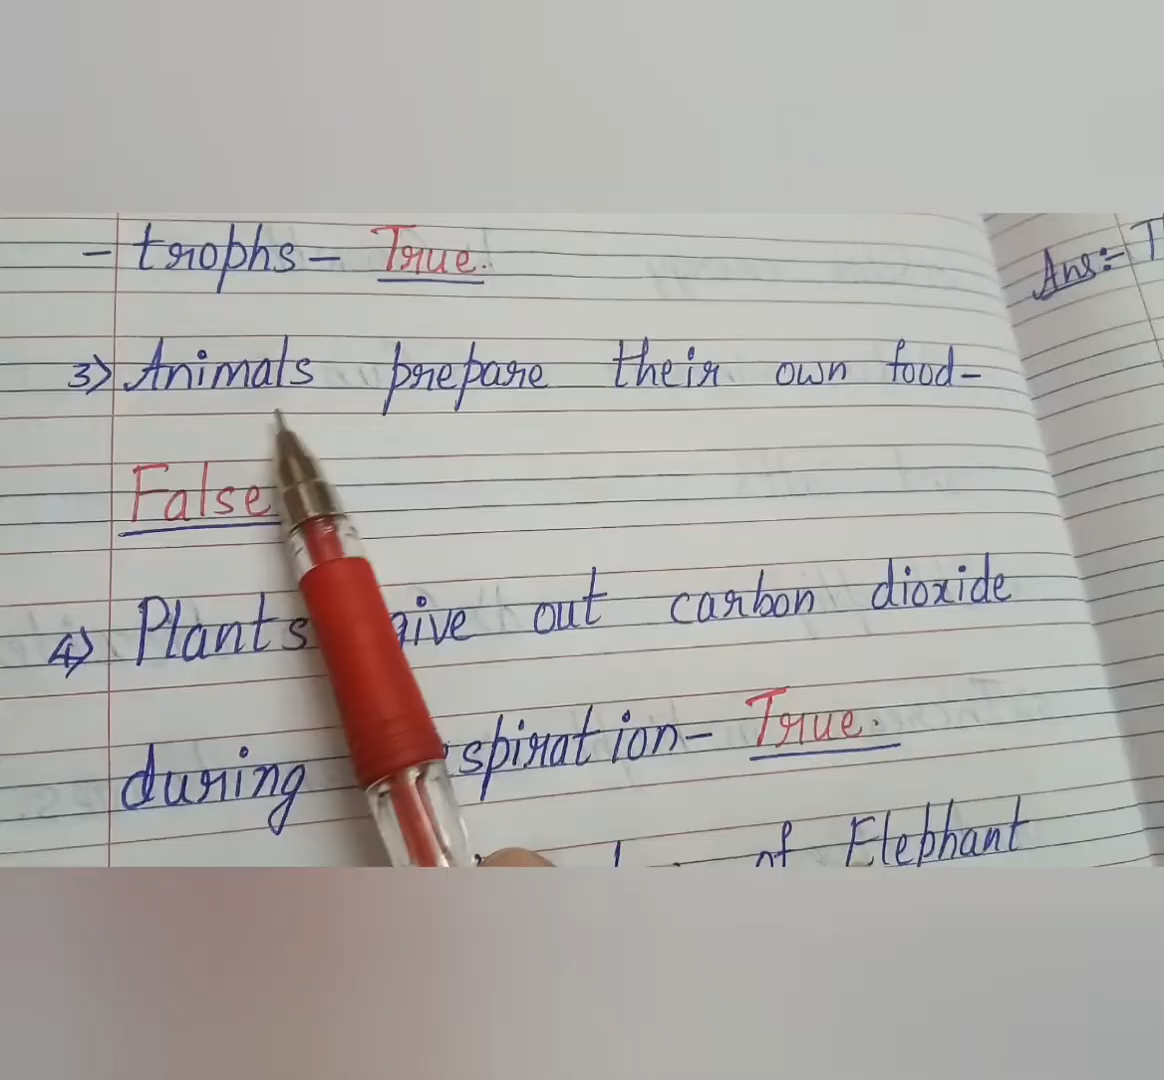 - trophs - True.
Ans:- T
3) Animals prepare their own food-
False
4) Plants give out carbon dioxide
during spiration- True.
of Elephant